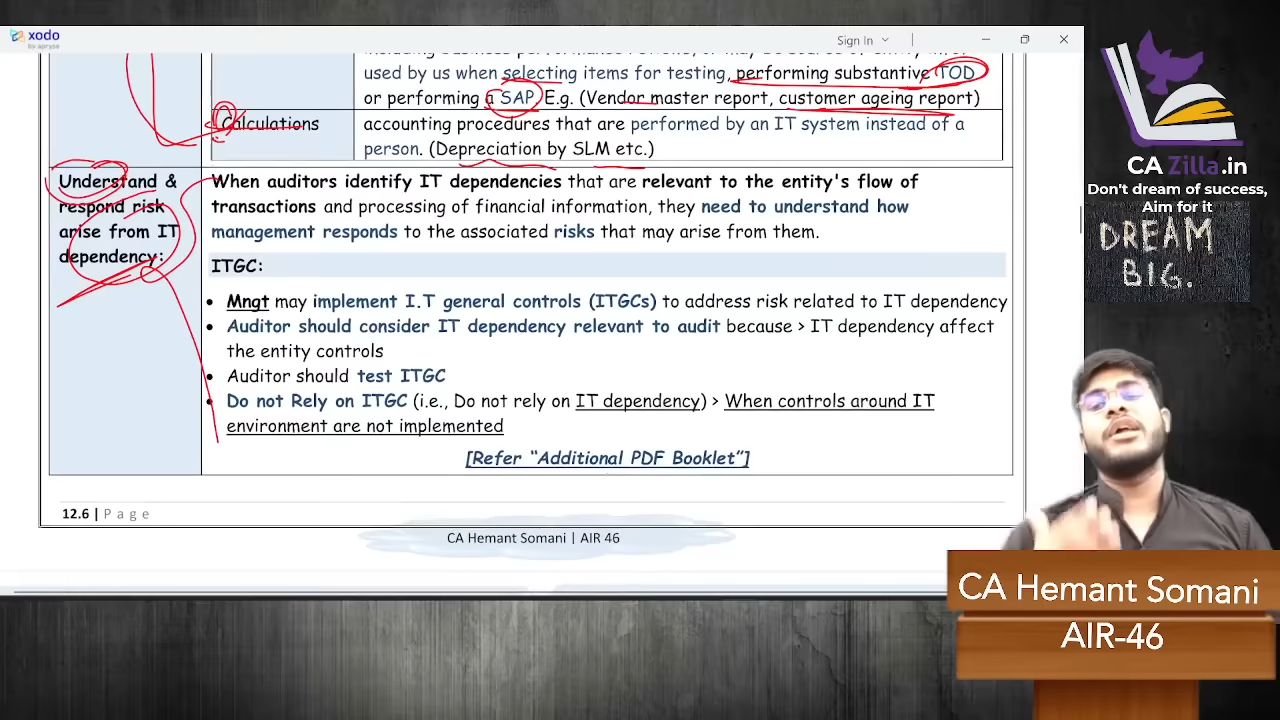 xodo
by apryse
Sign In
used by us when selecting items for testing, performing substantive TOD
or performing a SAP E.g. (Vendor master report, customer ageing report)
Calculations
accounting procedures that are performed by an IT system instead of a
person. (Depreciation by SLM etc.)
Understand &
respond risk
arise from IT
dependency:
When auditors identify IT dependencies that are relevant to the entity's flow of
transactions and processing of financial information, they need to understand how
management responds to the associated risks that may arise from them.
ITGC:
• Mngt may implement I.T general controls (ITGCs) to address risk related to IT dependency
• Auditor should consider IT dependency relevant to audit because > IT dependency affect
the entity controls
• Auditor should test ITGC
• Do not Rely on ITGC (i.e., Do not rely on IT dependency) > When controls around IT
environment are not implemented
[Refer “Additional PDF Booklet”]
12.6 | Page
CA Hemant Somani | AIR 46
CA Zilla.in
Don't dream of success,
Aim for it
DREAM
BIG.
CA Hemant Somani
AIR-46